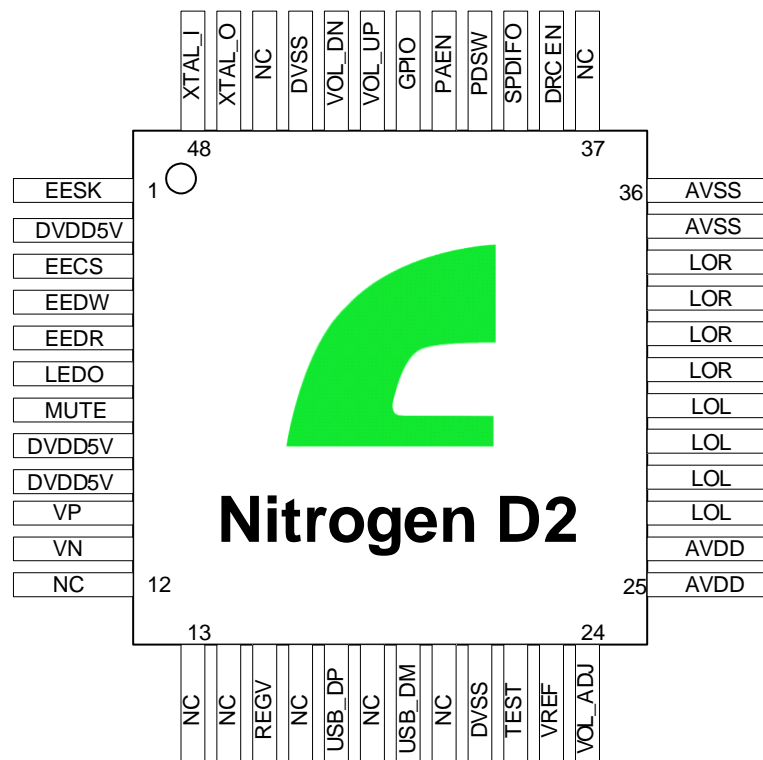 XTAL_I
XTAL_O
NC
DVSS
VOL_DN
VOL_UP
GPIO
PAEN
PDSW
SPDIFO
DRCEN
NC
48
37
EESK
1
36
AVSS
DVDD5V
AVSS
EECS
LOR
EEDW
LOR
EEDR
LOR
LEDO
LOR
MUTE
LOL
DVDD5V
LOL
DVDD5V
LOL
VP
LOL
VN
AVDD
NC
12
25
AVDD
Nitrogen D2
13
24
NC
NC
REGV
NC
USB_DP
NC
USB_DM
NC
DVSS
TEST
VREF
VOL_ADJ